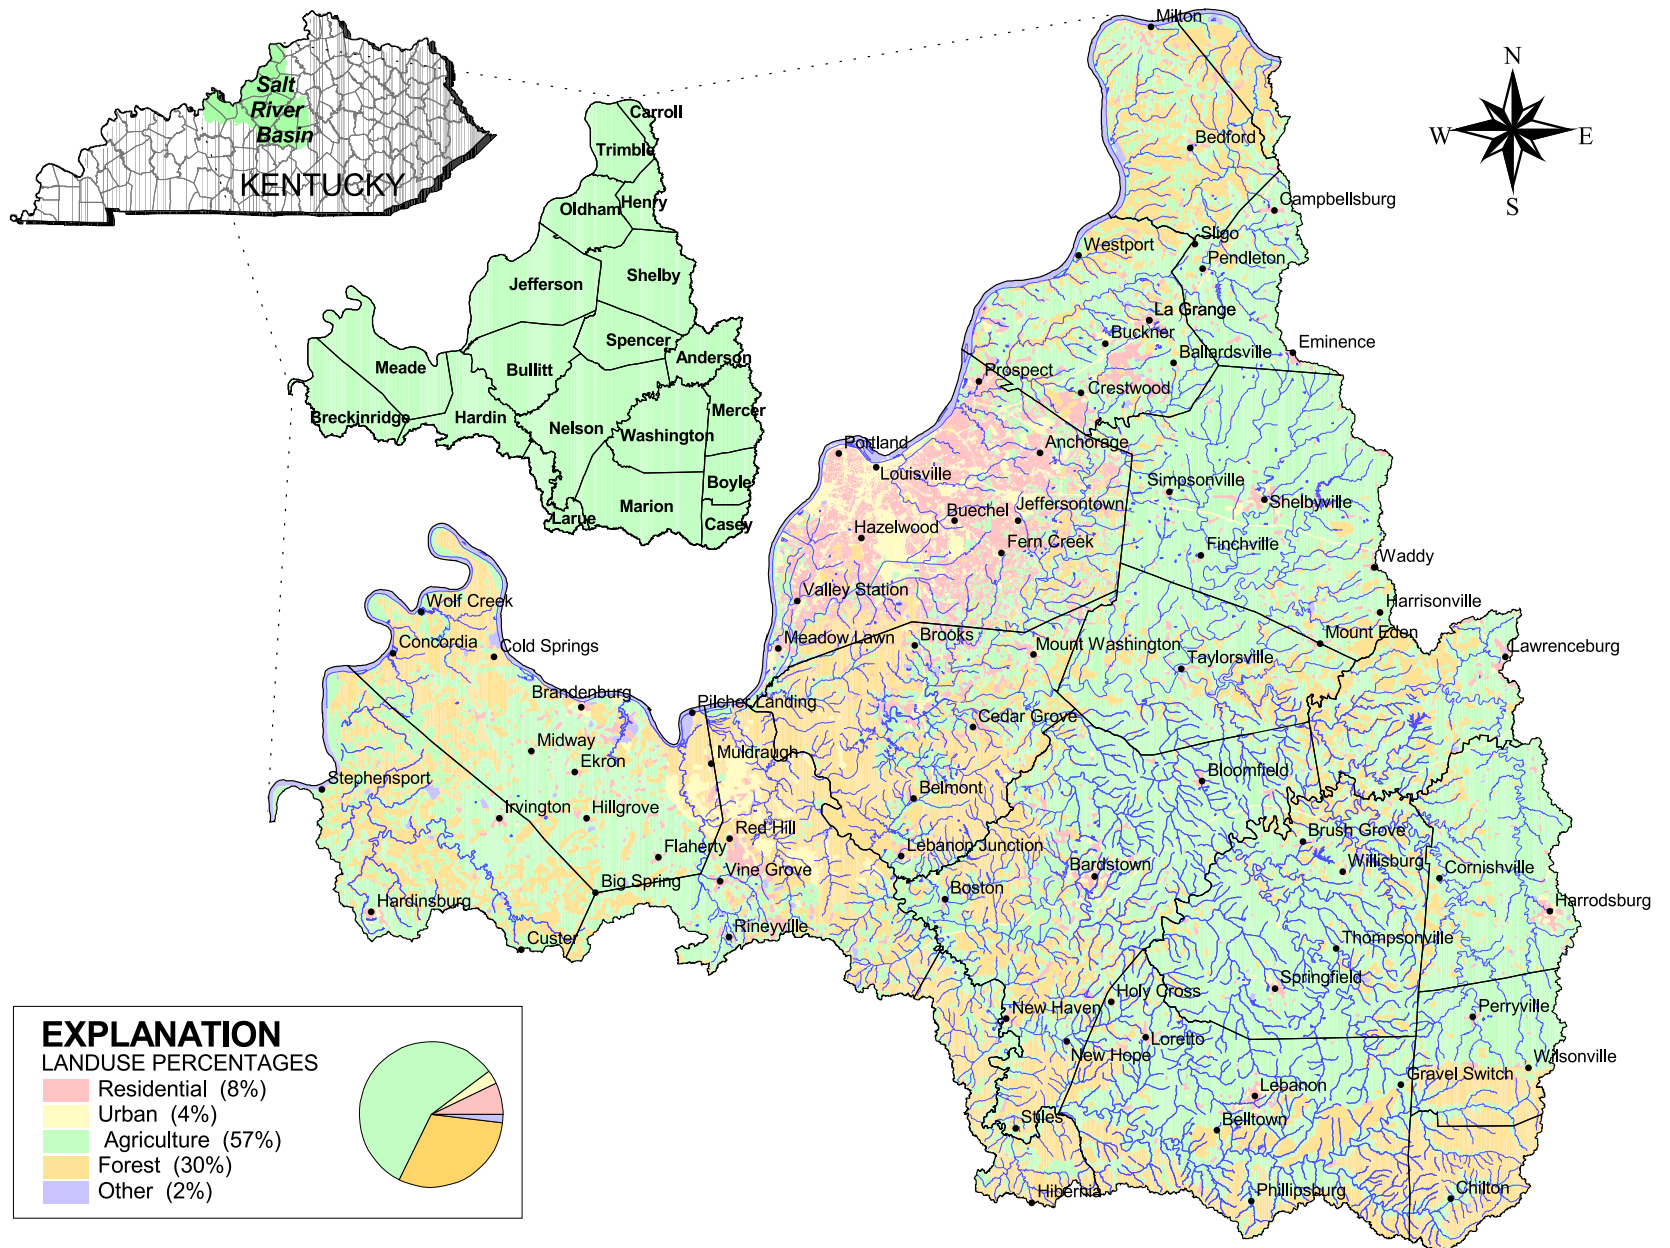 Salt
River
Basin
KENTUCKY
Carroll
Trimble
Oldham
Henry
Jefferson
Shelby
Spencer
Anderson
Meade
Bullitt
Breckinridge
Hardin
Nelson
Washington
Mercer
Boyle
Marion
Larue
Casey
N
W
E
S
Milton
Bedford
Campbellsburg
Sligo
Westport
Pendleton
La Grange
Buckner
Ballardsville
Eminence
Prospect
Crestwood
Portland
Anchorage
Louisville
Simpsonville
Shelbyville
Buechel
Jeffersontown
Hazelwood
Fern Creek
Finchville
Waddy
Valley Station
Harrisonville
Wolf Creek
Concordia
Cold Springs
Meadow Lawn
Brooks
Mount Washington
Mount Eden
Lawrenceburg
Taylorsville
Brandenburg
Pilcher Landing
Cedar Grove
Midway
Muldraugh
Ekron
Stephensport
Belmont
Bloomfield
Irvington
Hillgrove
Red Hill
Brush Grove
Flaherty
Lebanon Junction
Willisburg
Vine Grove
Bardstown
Cornishville
Big Spring
Boston
Hardinsburg
Harrodsburg
Custer
Rineyville
Thompsonville
Springfield
Holy Cross
New Haven
Perryville
Loretto
New Hope
Wilsonville
Gravel Switch
Lebanon
Stiles
Belltown
Hibernia
Phillipsburg
Chilton
EXPLANATION
LANDUSE PERCENTAGES
Residential (8%)
Urban (4%)
Agriculture (57%)
Forest (30%)
Other (2%)